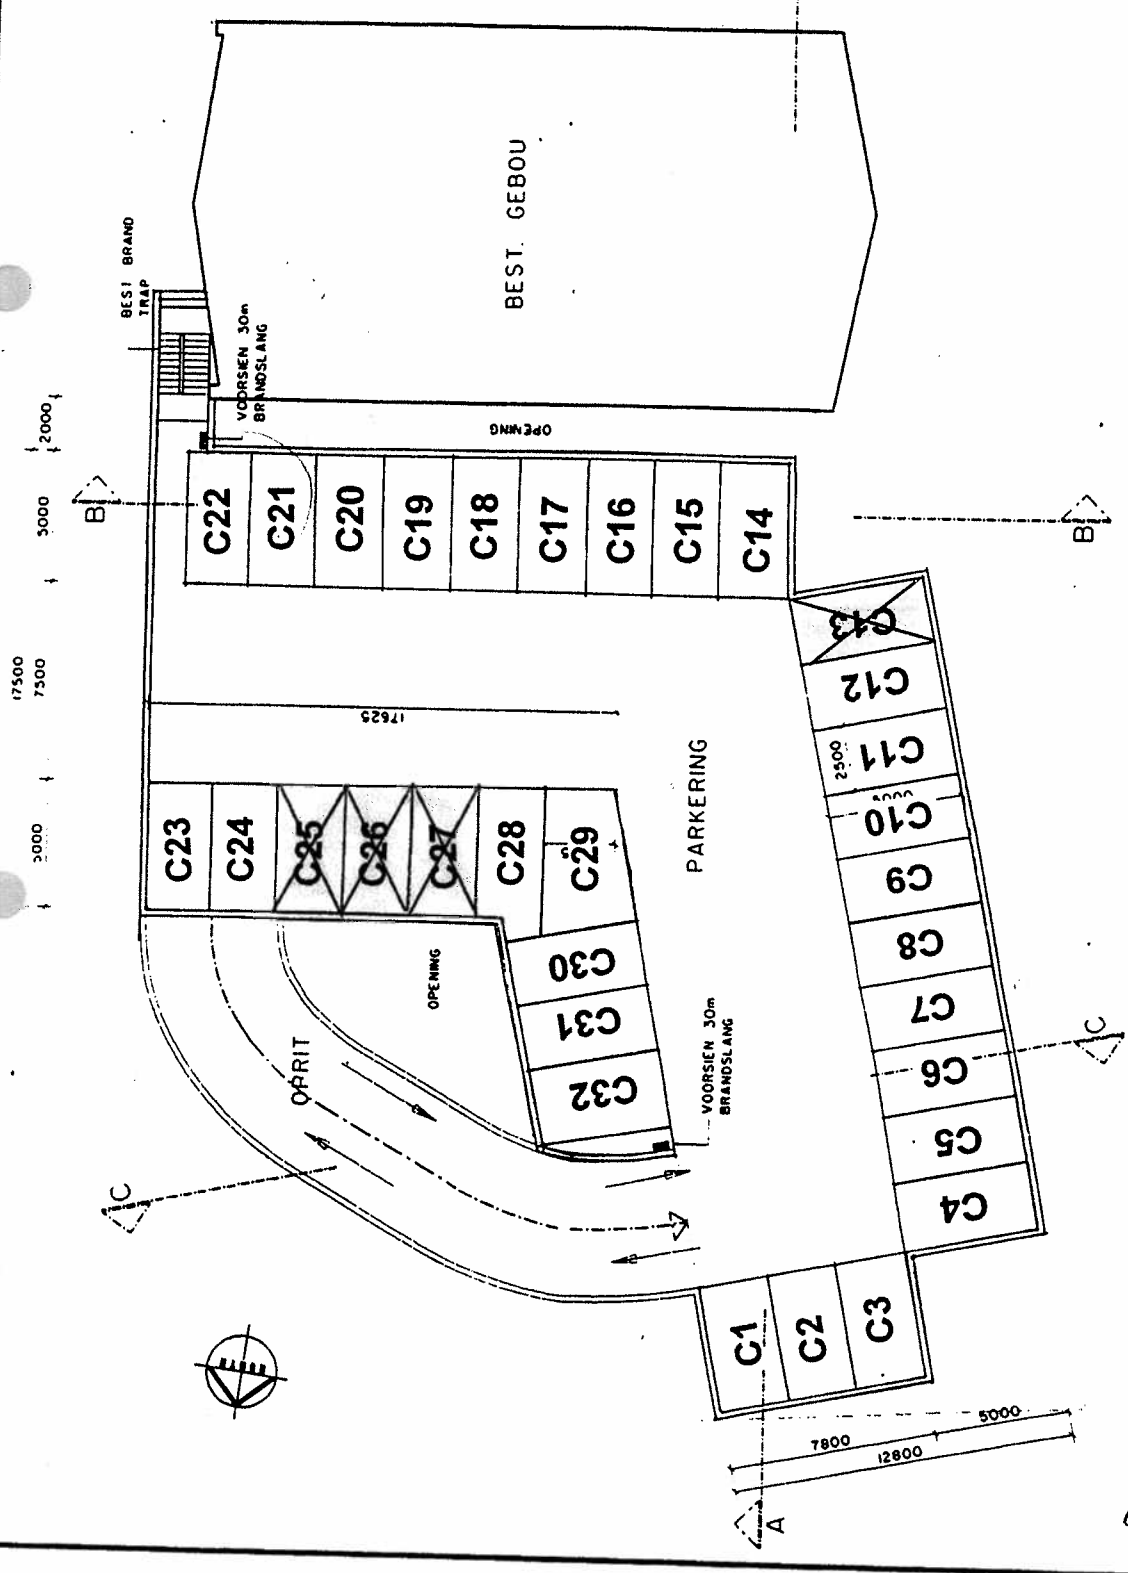 BEST. GEBOU
BEST BRAND
TRAP
VOORSIEN 30m
BRANDSLANG
OPENING
2000
5000
17500
7500
B
C22
C21
C20
C19
C18
C17
C16
C15
C14
B
C13
C12
C11
2500
C10
C9
C8
C7
C6
C5
C4
C
17625
PARKERING
C23
C24
C25
C26
C27
C28
C29
C30
C31
C32
OPENING
OPRIT
VOORSIEN 30m
BRANDSLANG
C
C1
C2
C3
7800
5000
12800
A